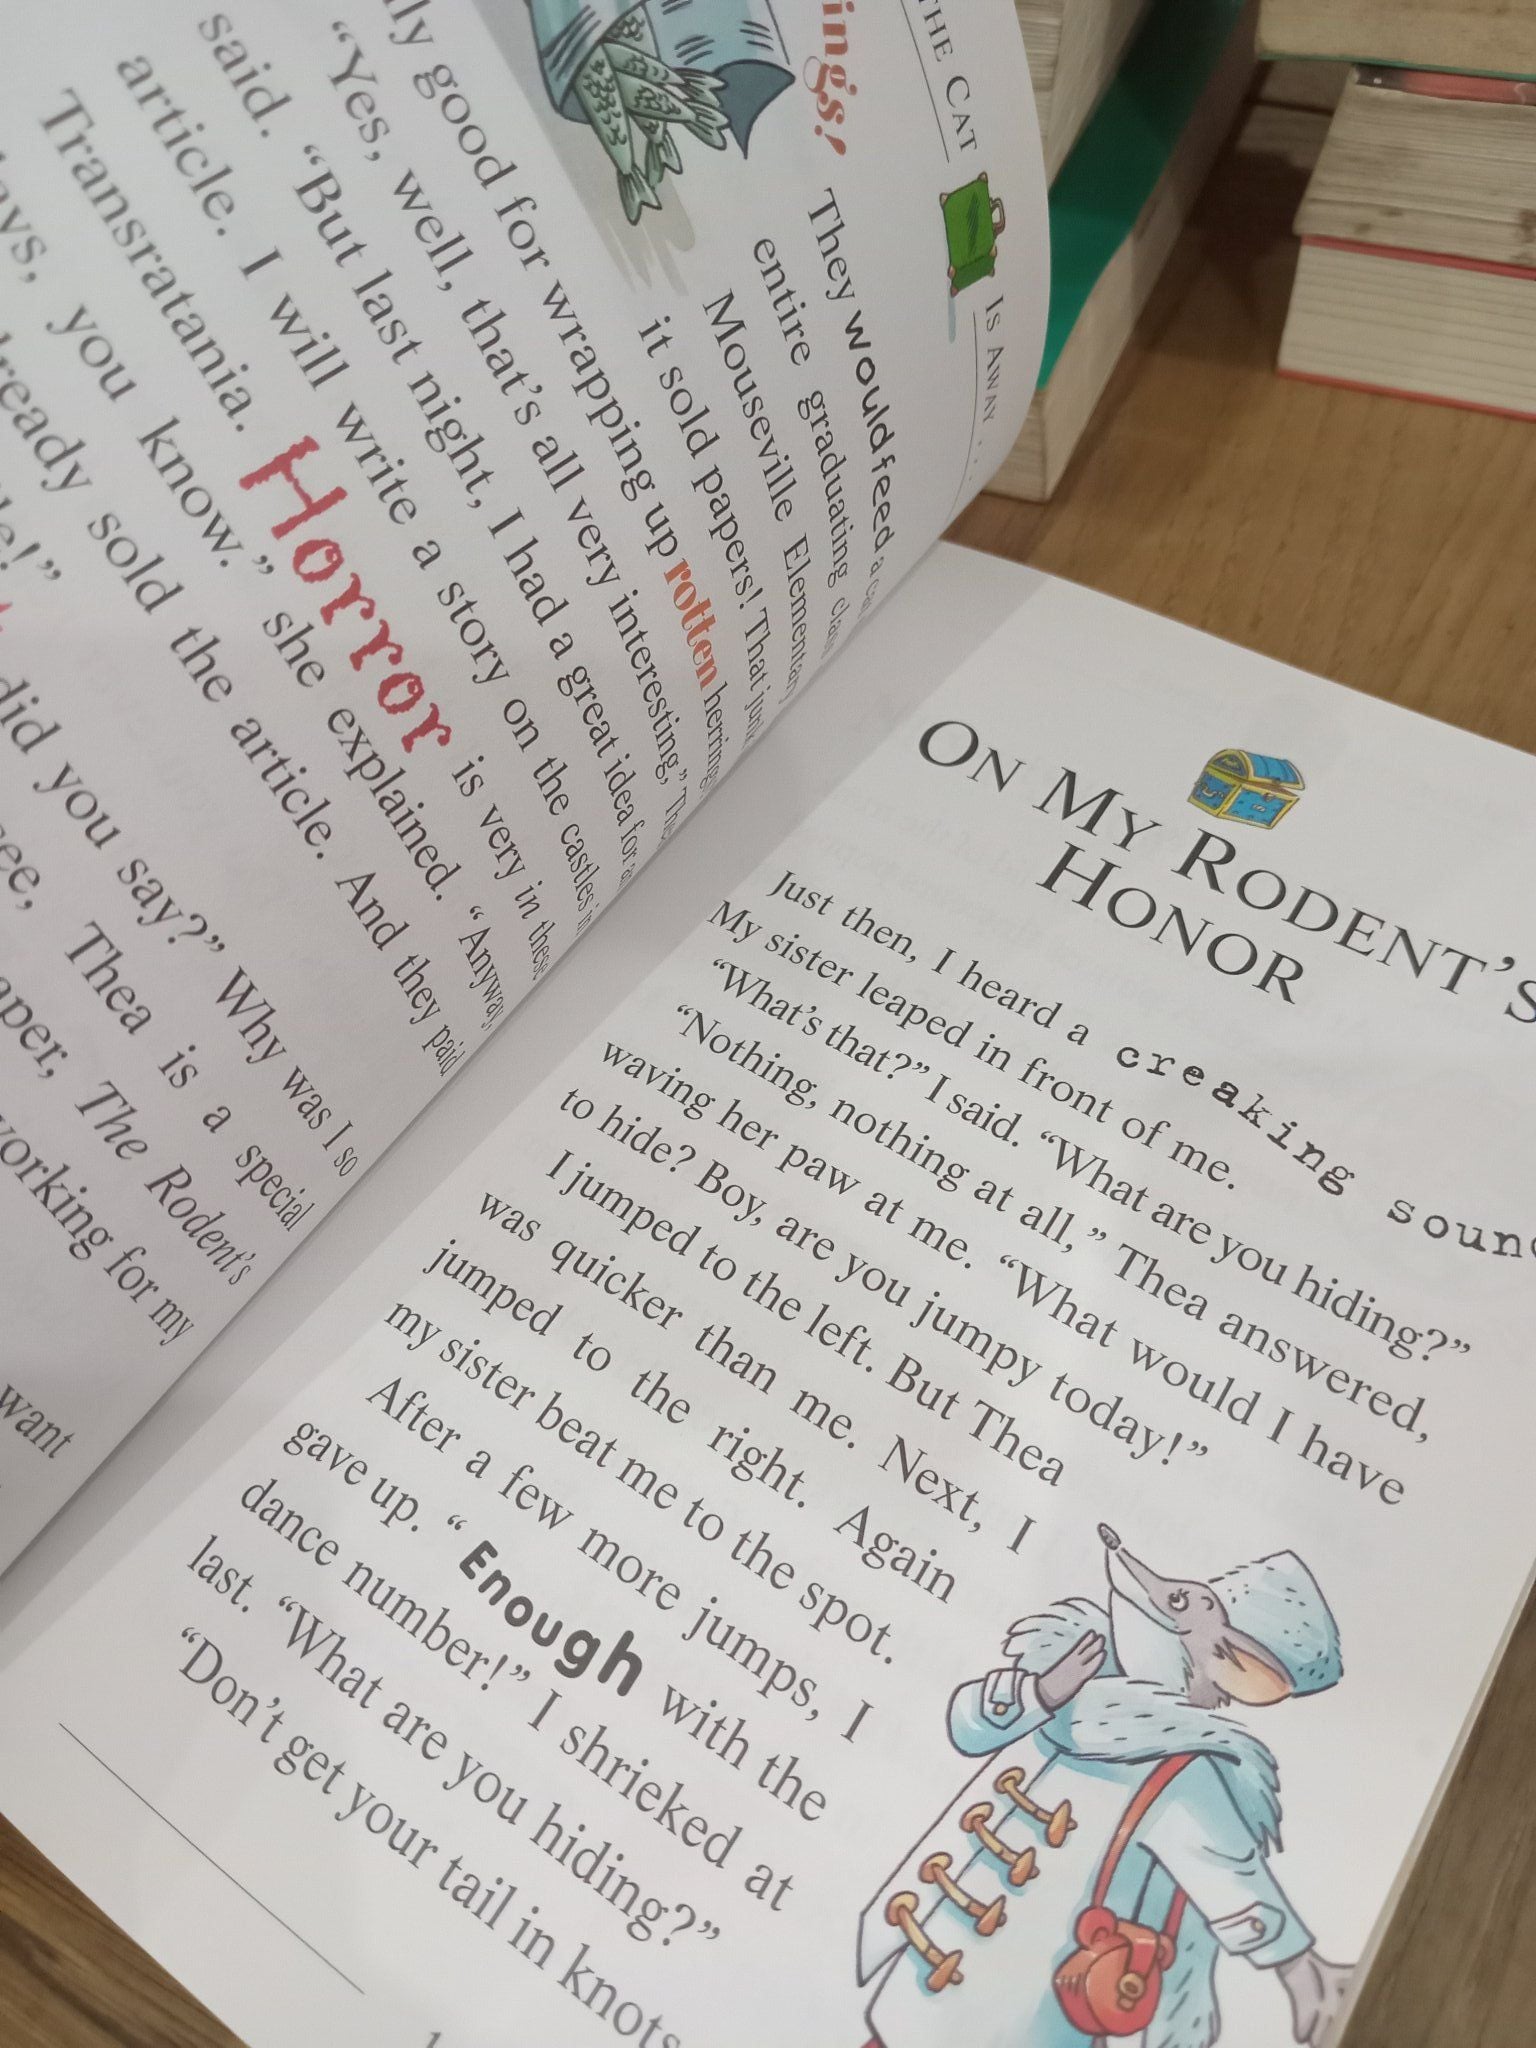 THE CAT IS AWAY . . .
ings!
They would feed a
entire graduating class
Mouseville Elementary
it sold papers! That junk
ly good for wrapping up rotten herrings
"Yes, well, that's all very interesting,"
said. "But last night, I had a great idea for
article. I will write a story on the castles in
Transratania. Horror is very in these
days, you know." she explained. "Anyway,
already sold the article. And they paid
did you say?" Why was I so
see, Thea is a special
paper, The Rodent's
working for my
want
ON MY RODENT'S
HONOR
Just then, I heard a creaking sound
My sister leaped in front of me.
"What's that?" I said. "What are you hiding?"
"Nothing, nothing at all," Thea answered,
waving her paw at me. "What would I have
to hide? Boy, are you jumpy today!"
I jumped to the left. But Thea
was quicker than me. Next, I
jumped to the right. Again
my sister beat me to the spot.
After a few more jumps, I
gave up. "Enough with the
dance number!" I shrieked at
last. "What are you hiding?"
"Don't get your tail in knots